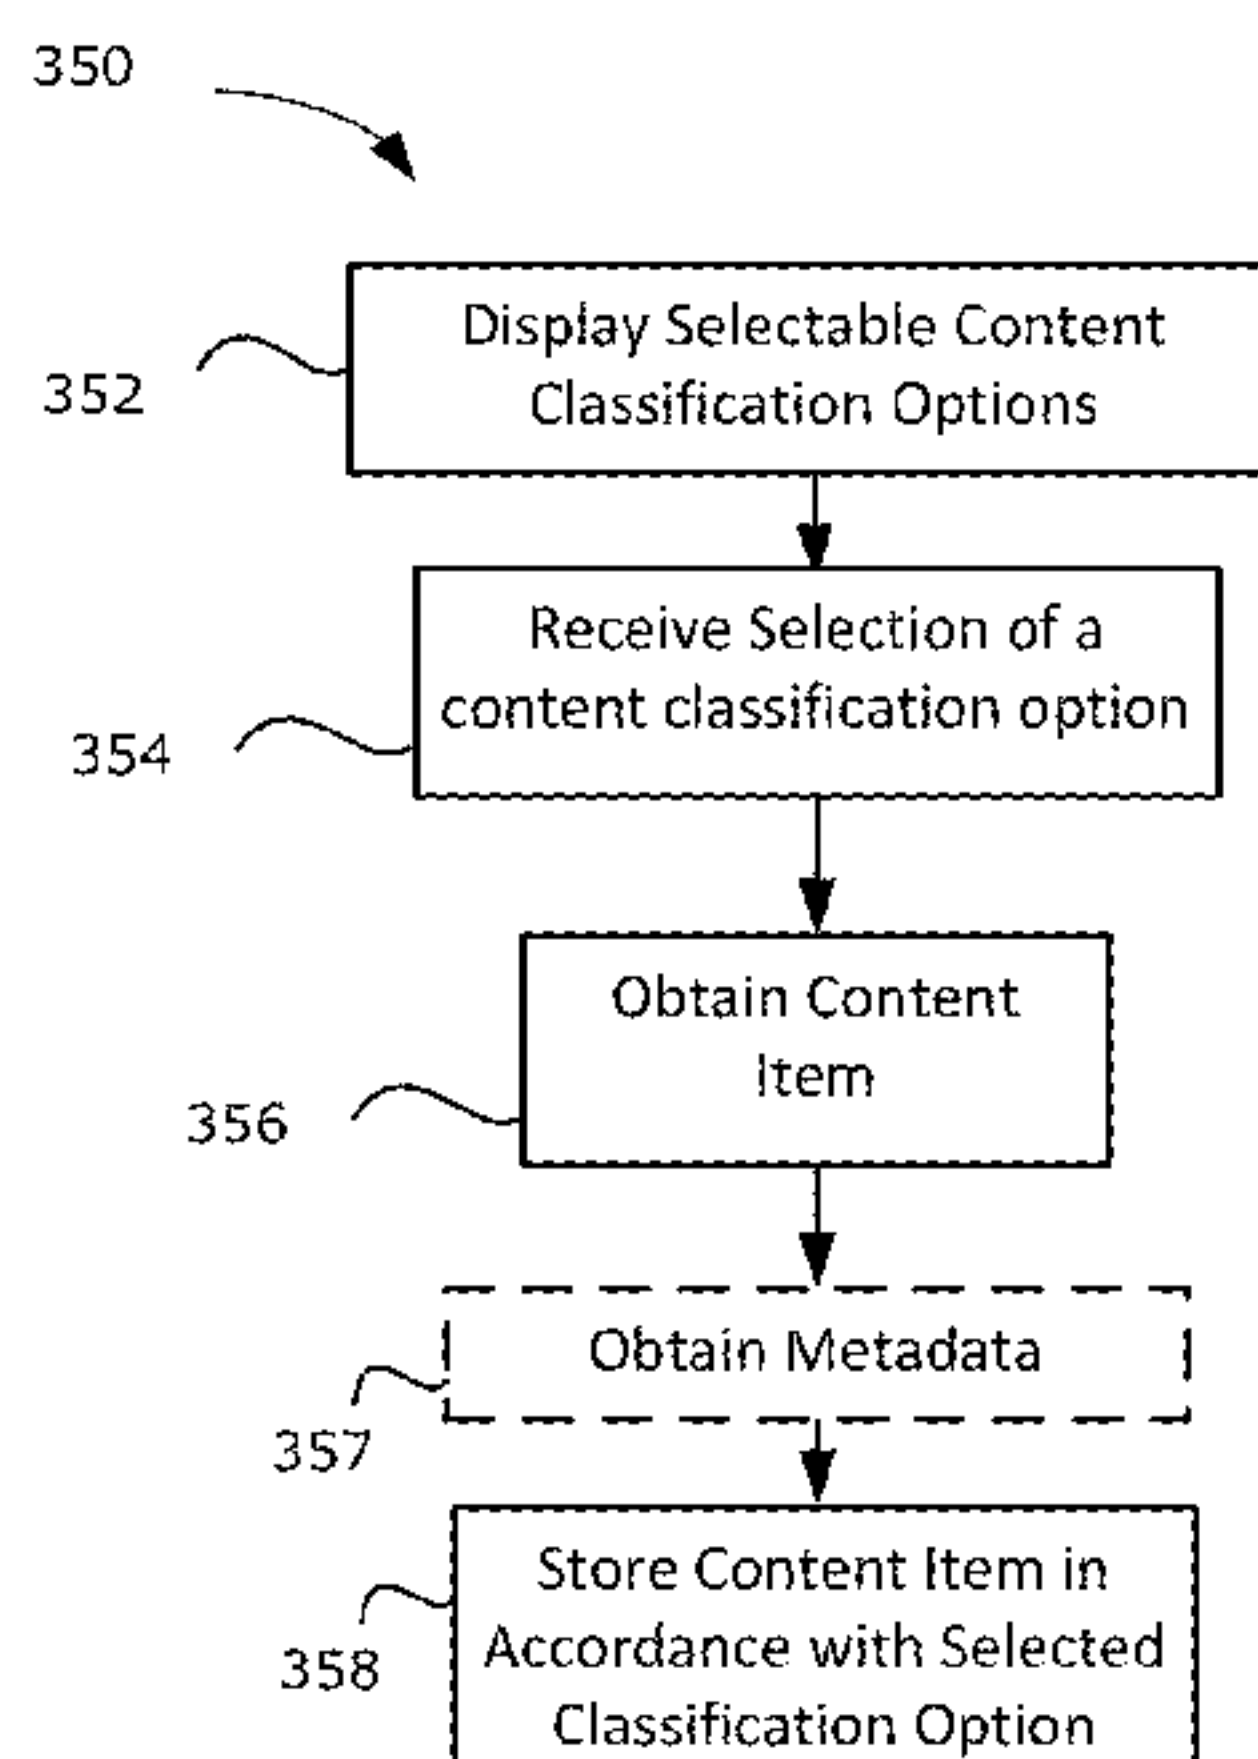 350
Display Selectable Content
Classification Options
352
Receive Selection of a
content classification option
354
Obtain Content
Item
356
Obtain Metadata
357
Store Content Item in
Accordance with Selected
Classification Option
358